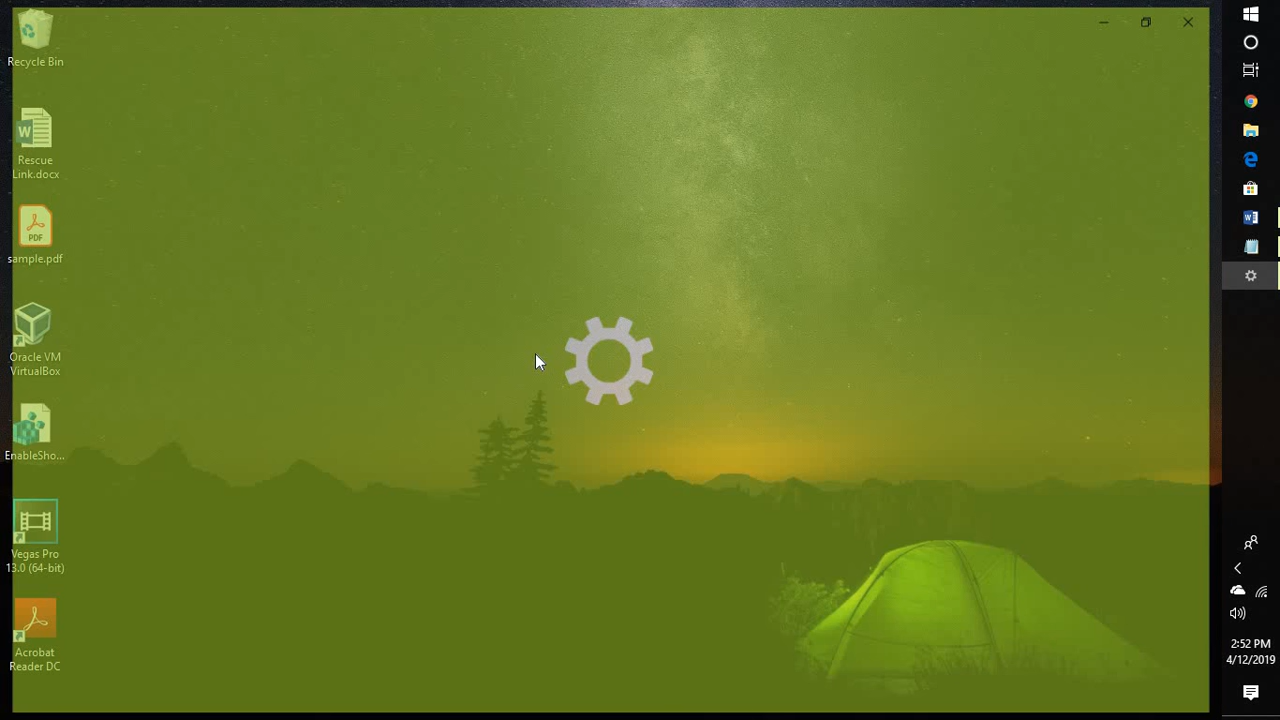 Recycle Bin
Rescue
Link.docx
PDF
sample.pdf
Oracle VM
VirtualBox
EnableSho...
Vegas Pro
13.0 (64-bit)
Acrobat
Reader DC
2:52 PM
4/12/2019